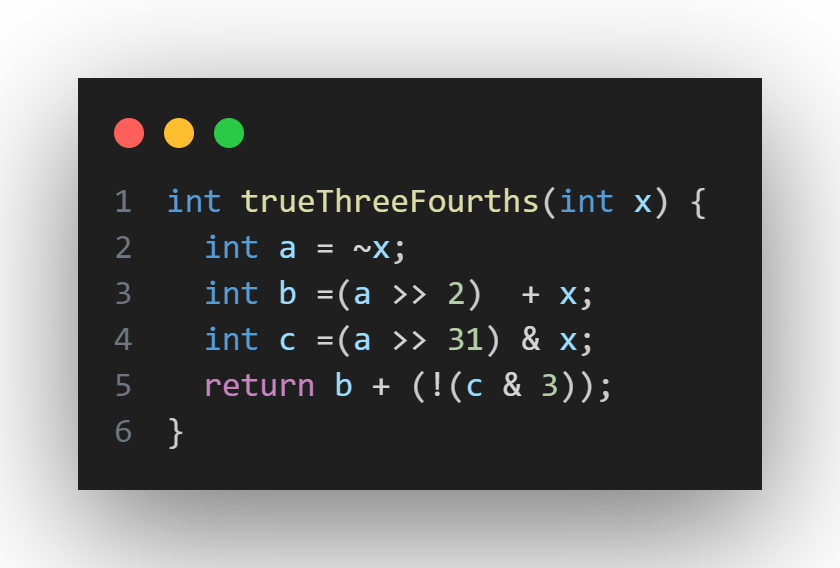 1 int trueThreeFourths(int x) {
2   int a = ~x;
3   int b =(a >> 2)  + x;
4   int c =(a >> 31) & x;
5   return b + (!(c & 3));
6 }